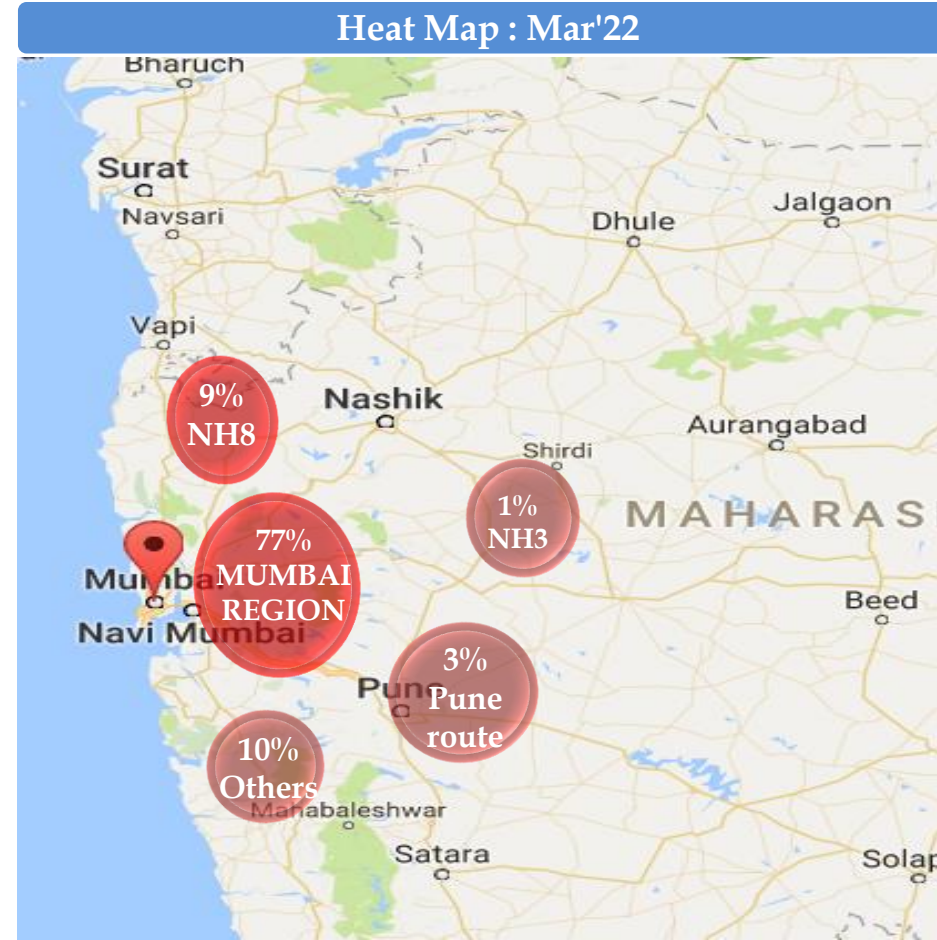 Heat Map : Mar'22
Bharuch
Surat
Navsari
Dhule
Jalgaon
Vapi
9%
NH8
Nashik
Aurangabad
Shirdi
1%
NH3
MAHARAS
77%
MUMBAI
REGION
Mumbai
Navi Mumbai
Beed
3%
Pune
route
Pune
10%
Others
Mahabaleshwar
Satara
Solap